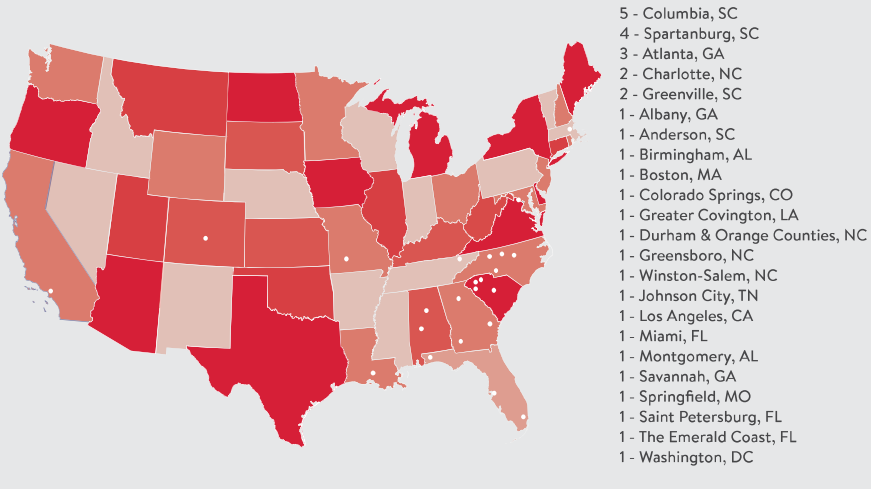 5 - Columbia, SC
4 - Spartanburg, SC
3 - Atlanta, GA
2 - Charlotte, NC
2 - Greenville, SC
1 - Albany, GA
1 - Anderson, SC
1 - Birmingham, AL
1 - Boston, MA
1 - Colorado Springs, CO
1 - Greater Covington, LA
1 - Durham & Orange Counties, NC
1 - Greensboro, NC
1 - Winston-Salem, NC
1 - Johnson City, TN
1 - Los Angeles, CA
1 - Miami, FL
1 - Montgomery, AL
1 - Savannah, GA
1 - Springfield, MO
1 - Saint Petersburg, FL
1 - The Emerald Coast, FL
1 - Washington, DC